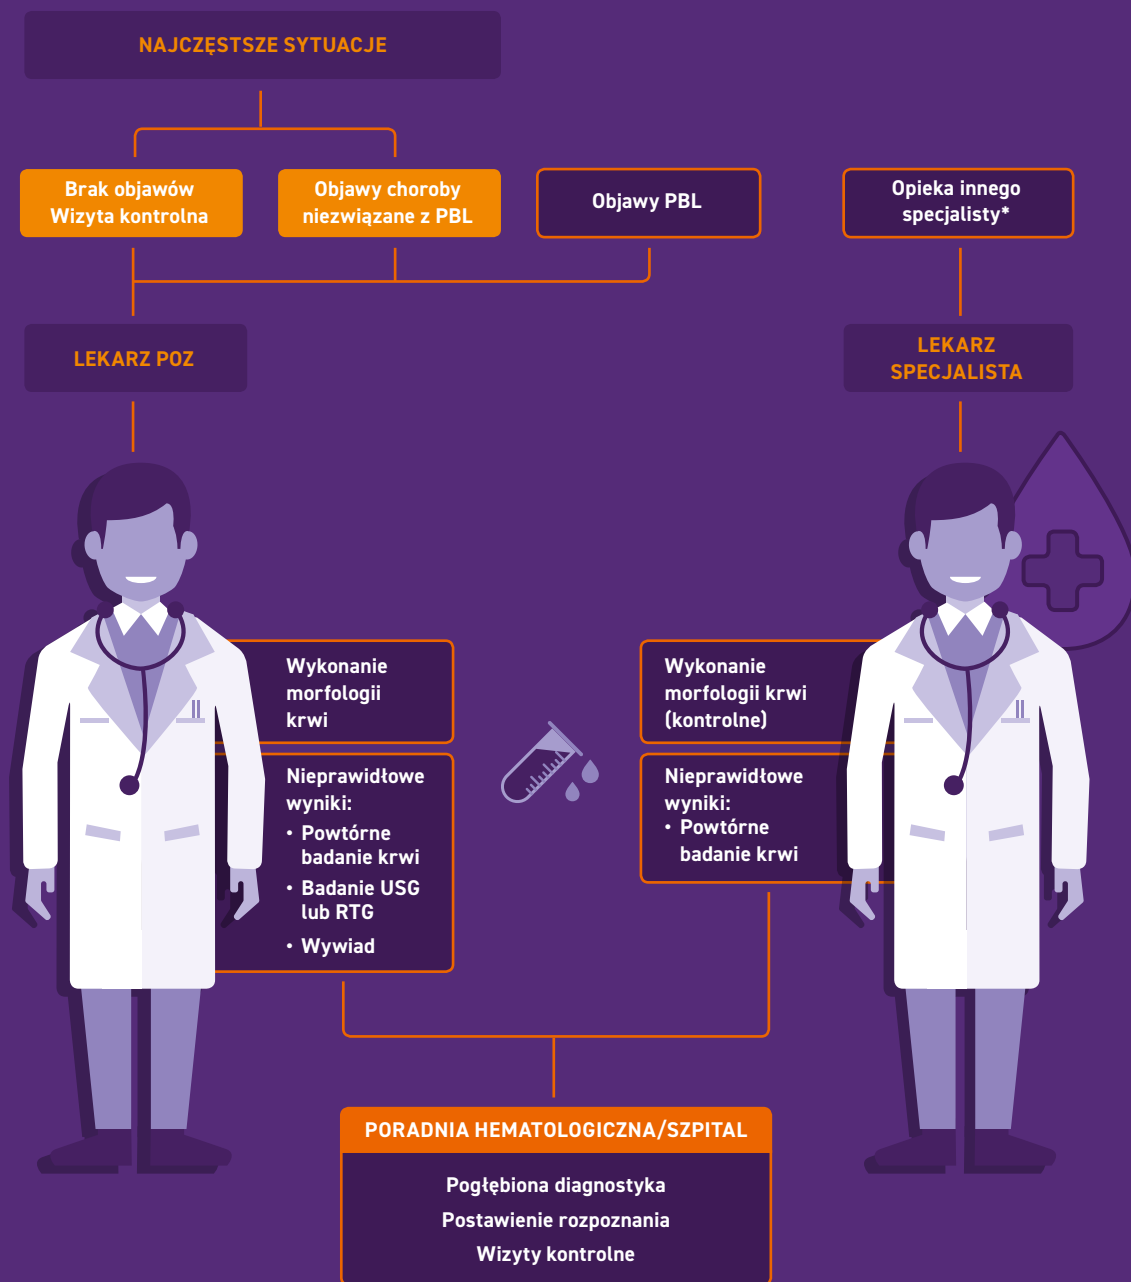 NAJCZĘSTSZE SYTUACJE
Brak objawów
Wizyta kontrolna
Objawy choroby
niezwiązane z PBL
Objawy PBL
Opieka innego
specjalisty*
LEKARZ POZ
LEKARZ
SPECJALISTA
Wykonanie
morfologii
krwi
Nieprawidłowe
wyniki:
• Powtórne
badanie krwi
• Badanie USG
lub RTG
• Wywiad
Wykonanie
morfologii krwi
(kontrolne)
Nieprawidłowe
wyniki:
• Powtórne
badanie krwi
PORADNIA HEMATOLOGICZNA/SZPITAL
Pogłębiona diagnostyka
Postawienie rozpoznania
Wizyty kontrolne